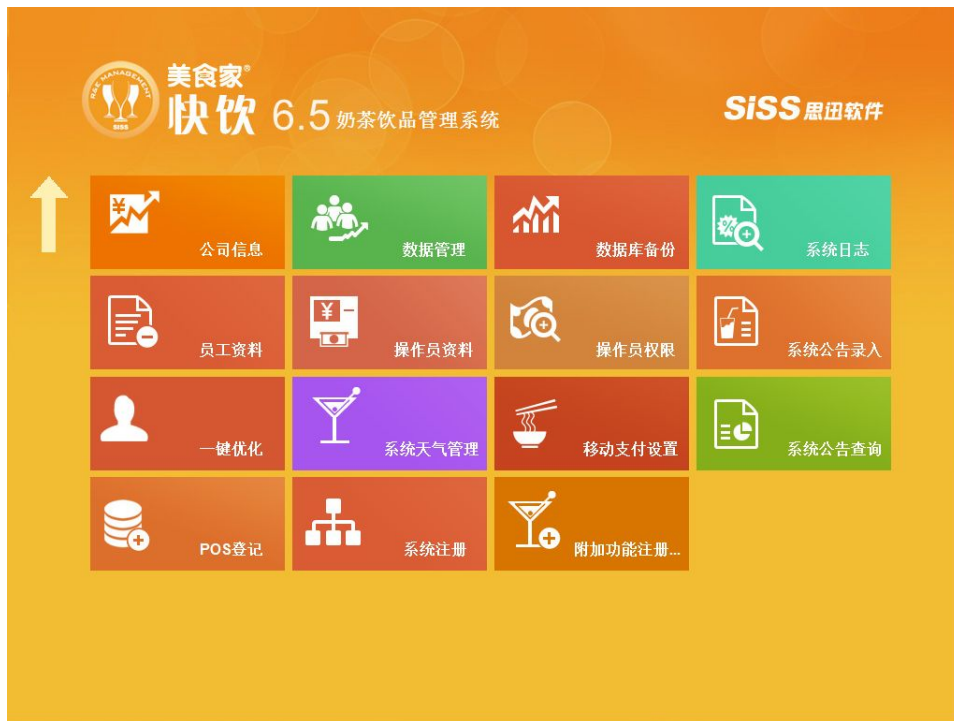 R&F MANAGEMENT
SISS
美食家®
快饮 6.5 奶茶饮品管理系统
SiSS 思迅软件
公司信息
数据管理
数据库备份
系统日志
员工资料
操作员资料
操作员权限
系统公告录入
一键优化
系统天气管理
移动支付设置
系统公告查询
POS登记
系统注册
附加功能注册...